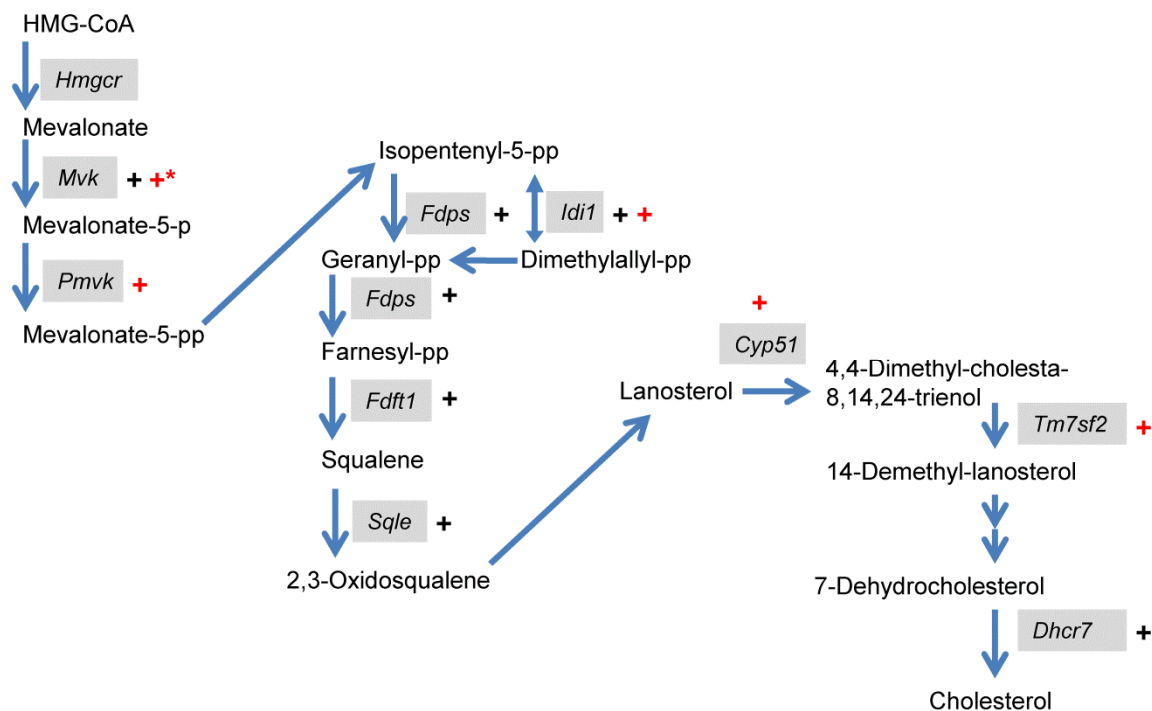 HMG-CoA
Hmgcr
Mevalonate
Mvk + +*
Mevalonate-5-p
Pmvk +
Mevalonate-5-pp
Isopentenyl-5-pp
Fdps +
Idi1 + +
Geranyl-pp
Dimethylallyl-pp
Fdps +
Farnesyl-pp
Fdft1 +
Squalene
Sqle +
2,3-Oxidosqualene
Lanosterol
+
Cyp51
4,4-Dimethyl-cholesta-
8,14,24-trienol
Tm7sf2 +
14-Demethyl-lanosterol
7-Dehydrocholesterol
Dhcr7 +
Cholesterol